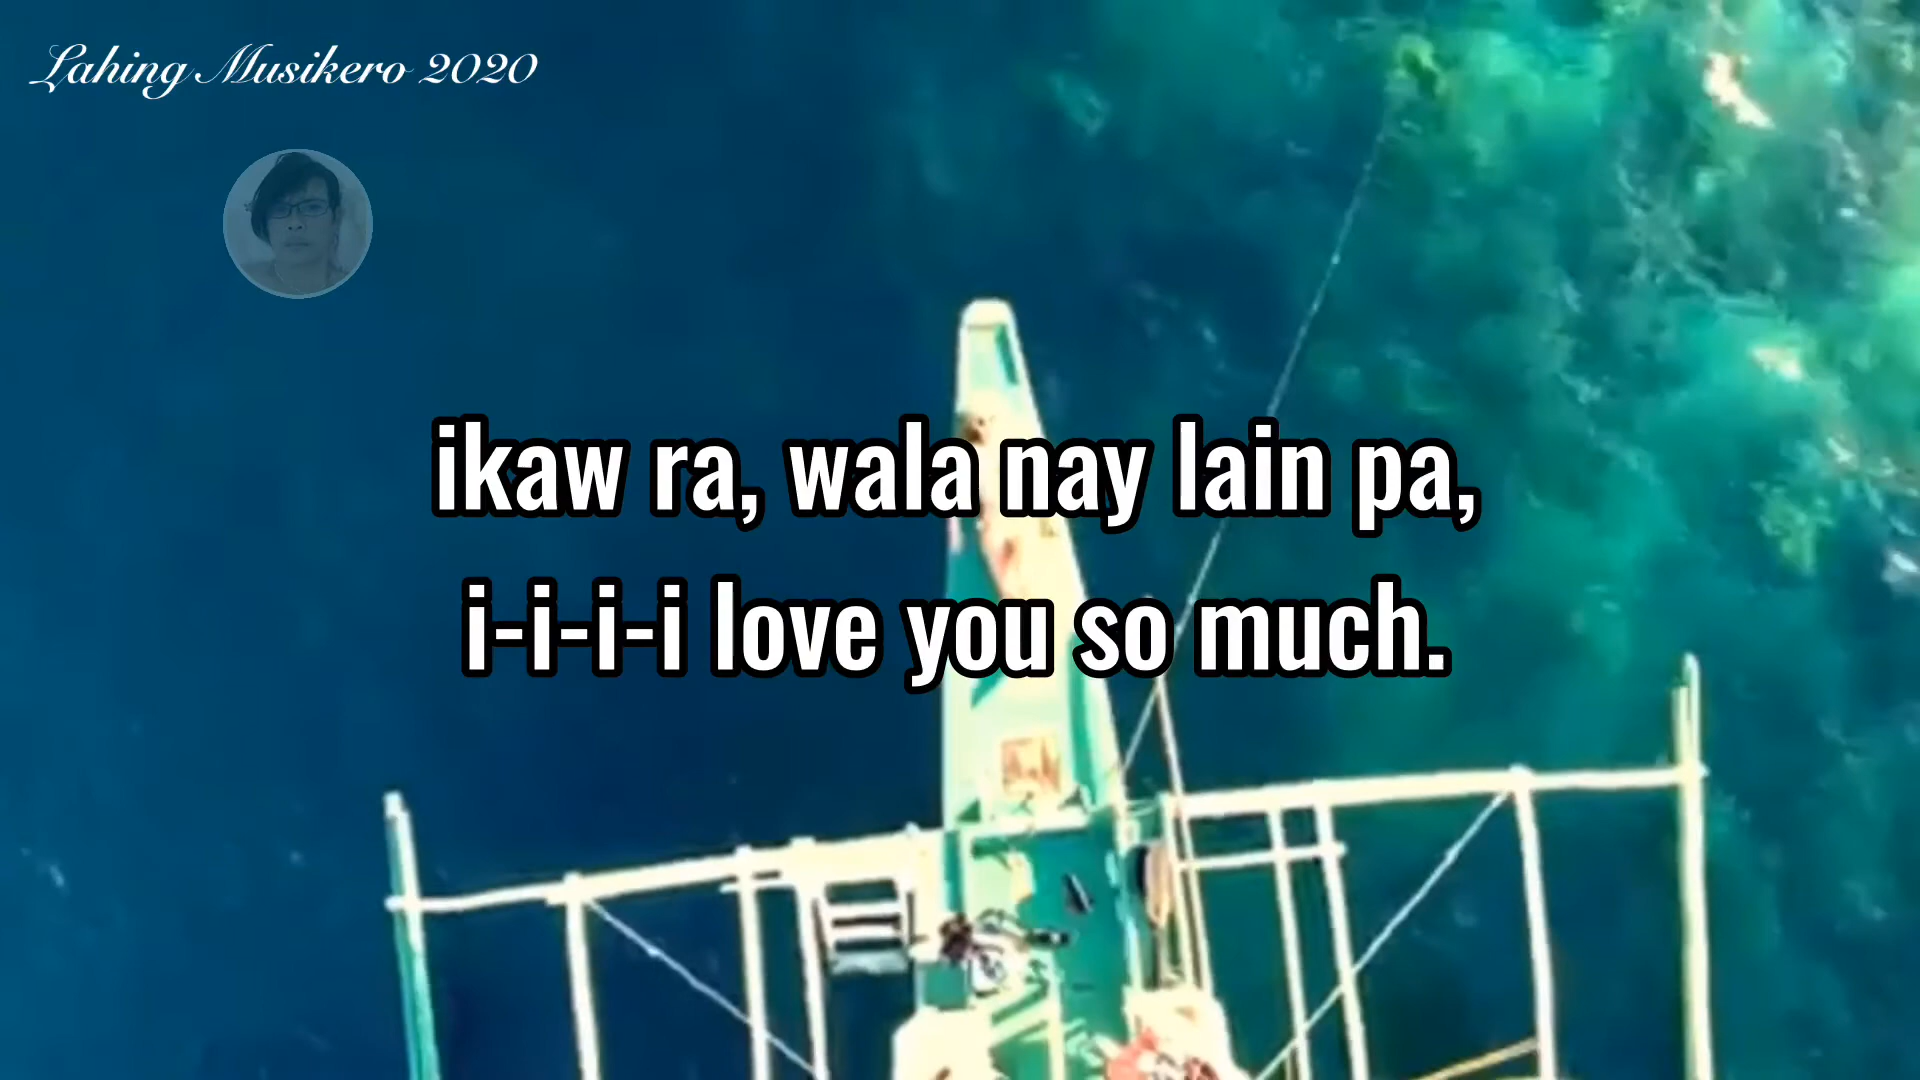 Lahing Musikero 2020
ikaw ra, wala nay lain pa,
i-i-i-i love you so much.